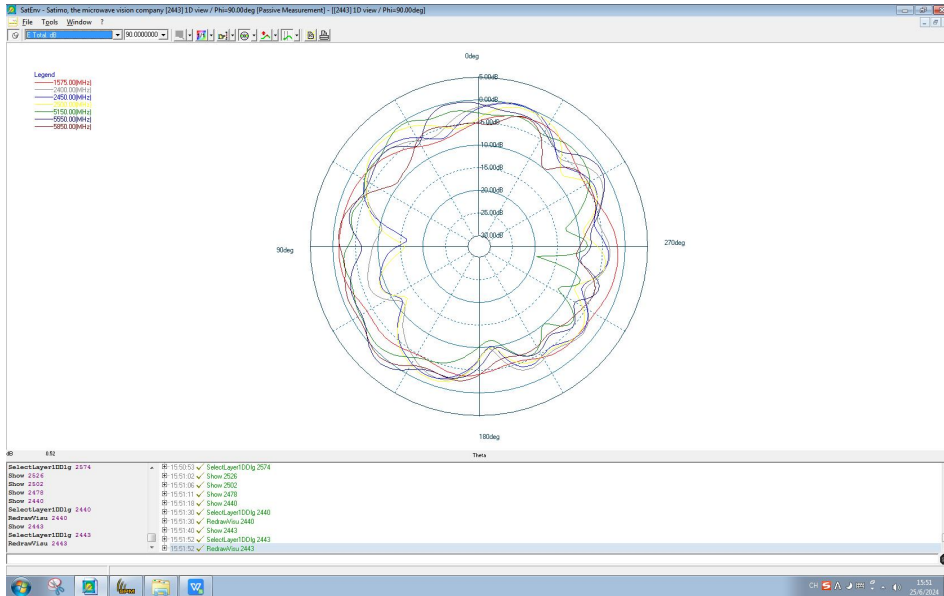 SatEnv - Satimo, the microwave vision company [2443] 1D view / Phi=90.00deg [Passive Measurement] - [[2443] 1D view / Phi=90.00deg]
File Tools Window ?
E Total, dB 90.0000000
0deg
Legend
1575.00(MHz)
2400.00(MHz)
2450.00(MHz)
5150.00(MHz)
5550.00(MHz)
5850.00(MHz)
5.00dB
0.00dB
-5.00dB
-10.00dB
-15.00dB
-20.00dB
-25.00dB
-30.00dB
90deg
270deg
180deg
dB 0.52 Theta
SelectLayer1DDlg 2574
Show 2526
Show 2502
Show 2478
Show 2440
SelectLayer1DDlg 2440
RedrawVisu 2440
Show 2443
SelectLayer1DDlg 2443
RedrawVisu 2443
15:50:53 ✓ SelectLayer1DDlg 2574
15:51:02 ✓ Show 2526
15:51:06 ✓ Show 2502
15:51:11 ✓ Show 2478
15:51:18 ✓ Show 2440
15:51:30 ✓ SelectLayer1DDlg 2440
15:51:30 ✓ RedrawVisu 2440
15:51:40 ✓ Show 2443
15:51:52 ✓ SelectLayer1DDlg 2443
15:51:52 ✓ RedrawVisu 2443
CH
15:51
25/6/2024